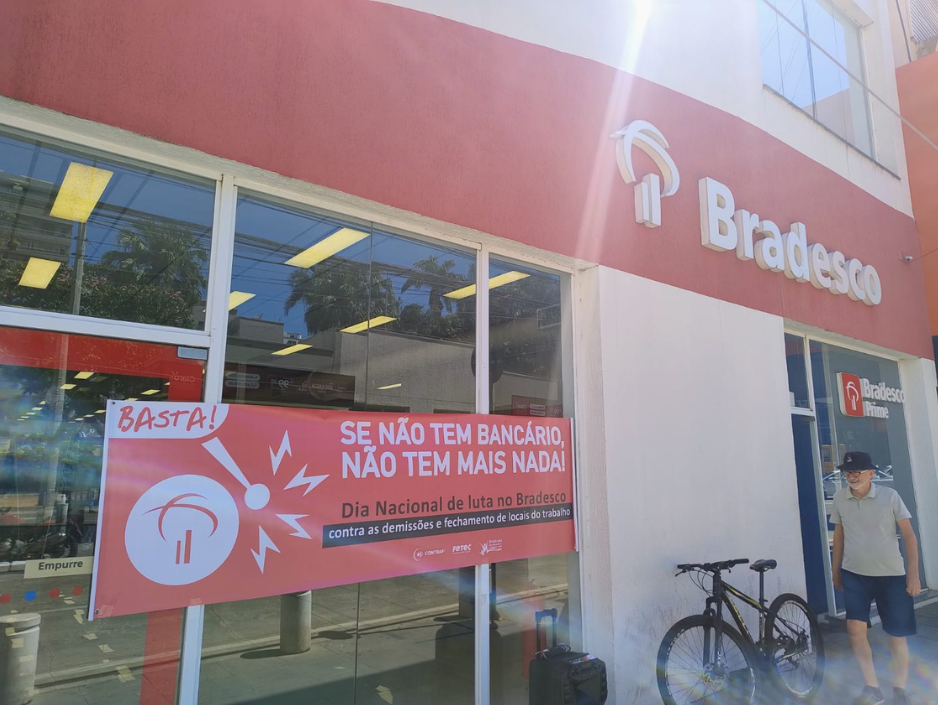 Bradesco
Bradesco
Prime
BASTA!
SE NÃO TEM BANCÁRIO,
NÃO TEM MAIS NADA!
Dia Nacional de luta no Bradesco
contra as demissões e fechamento de locais do trabalho
CONTRAF
FETEC
Empurre